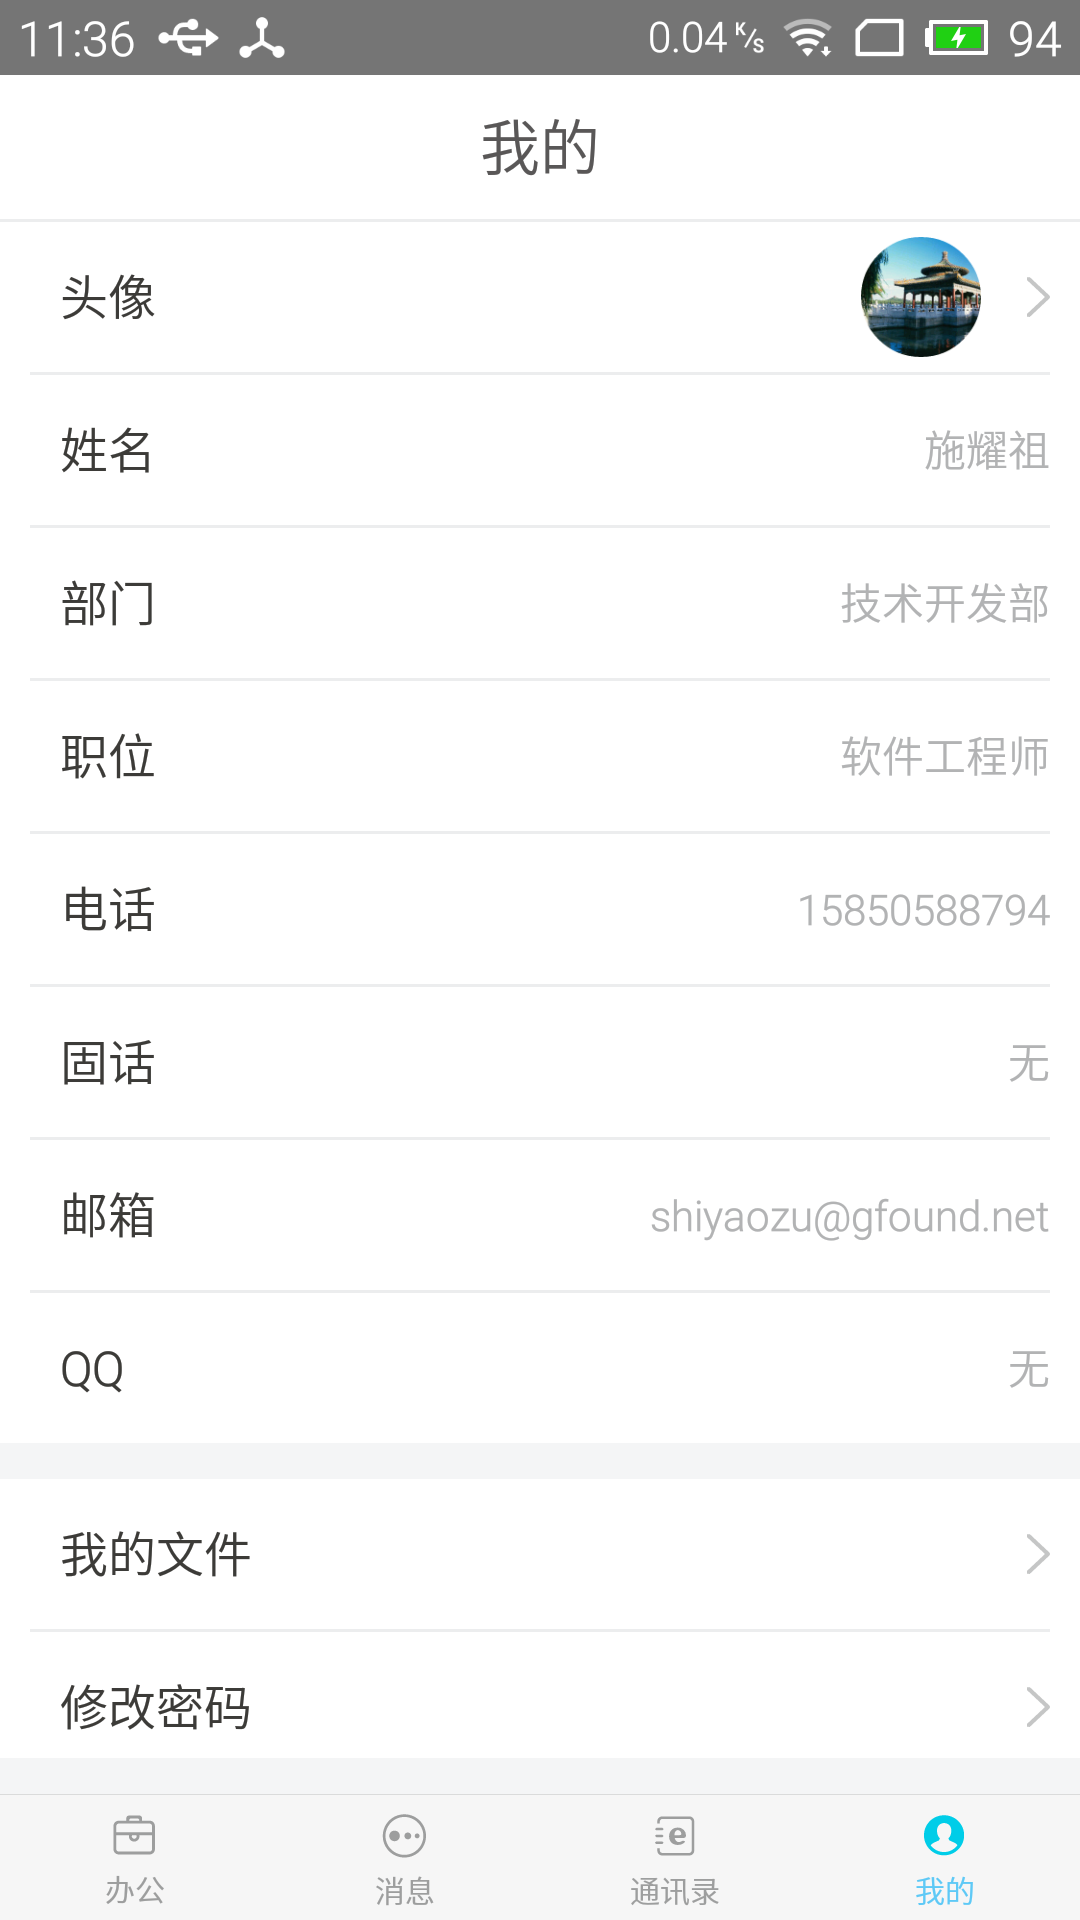 11:36 0.04 K/s 94
我的
头像
姓名 施耀祖
部门 技术开发部
职位 软件工程师
电话 15850588794
固话 无
邮箱 shiyaozu@gfound.net
QQ 无
我的文件
修改密码
办公 消息 通讯录 我的